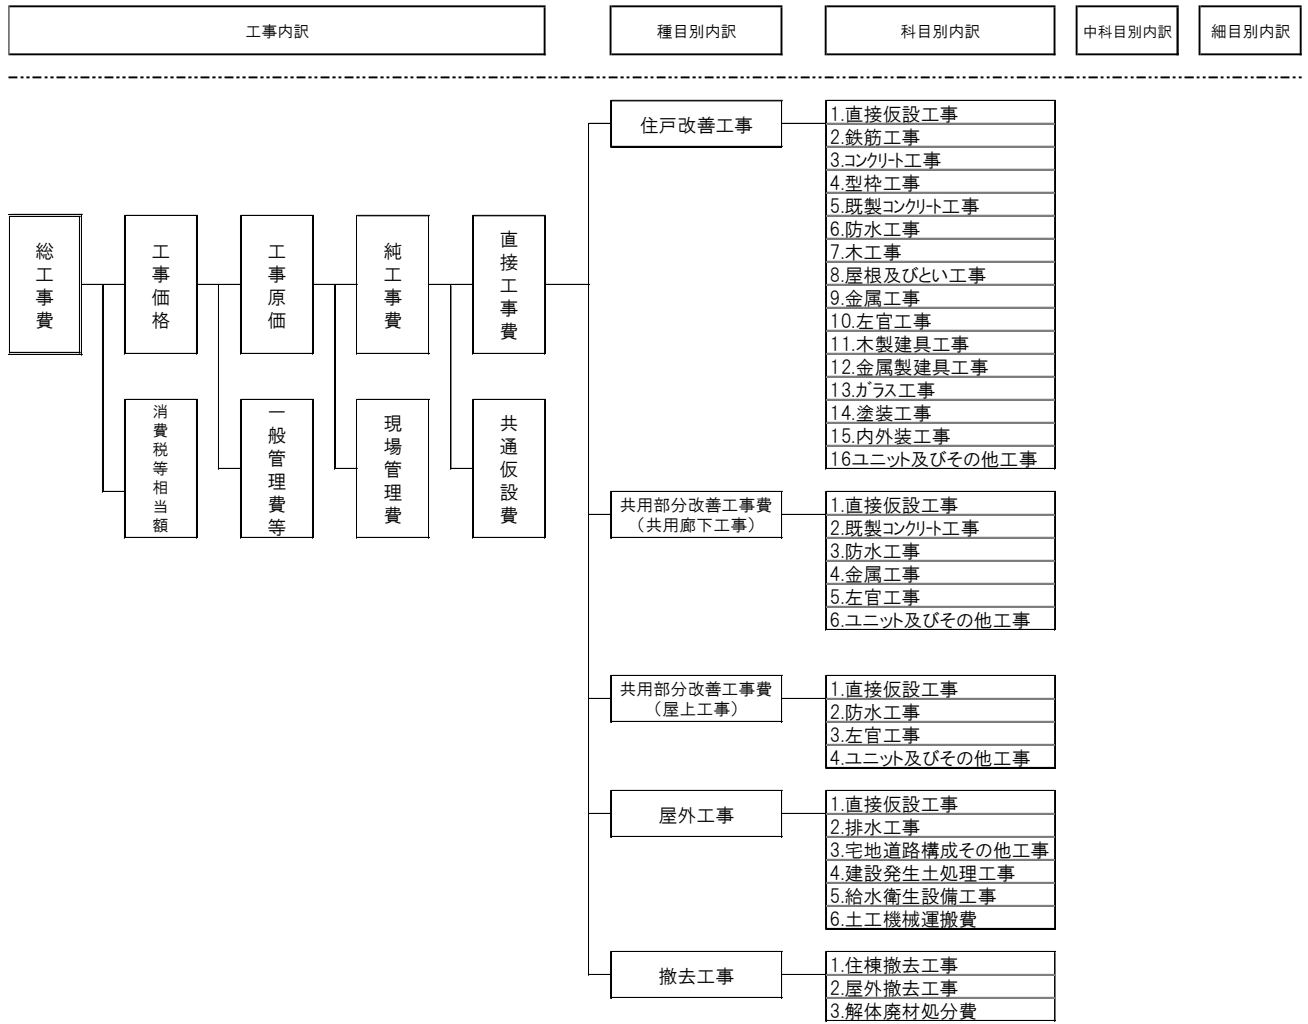 工事内訳
種目別内訳
科目別内訳
中科目別内訳
細目別内訳
総工事費
工事価格
工事原価
純工事費
直接工事費
消費税等相当額
一般管理費等
現場管理費
共通仮設費
住戸改善工事
1.直接仮設工事
2.鉄筋工事
3.コンクリート工事
4.型枠工事
5.既製コンクリート工事
6.防水工事
7.木工事
8.屋根及びとい工事
9.金属工事
10.左官工事
11.木製建具工事
12.金属製建具工事
13.ガラス工事
14.塗装工事
15.内外装工事
16ユニット及びその他工事
共用部分改善工事費
（共用廊下工事）
1.直接仮設工事
2.既製コンクリート工事
3.防水工事
4.金属工事
5.左官工事
6.ユニット及びその他工事
共用部分改善工事費
（屋上工事）
1.直接仮設工事
2.防水工事
3.左官工事
4.ユニット及びその他工事
屋外工事
1.直接仮設工事
2.排水工事
3.宅地道路構成その他工事
4.建設発生土処理工事
5.給水衛生設備工事
6.土工機械運搬費
撤去工事
1.住棟撤去工事
2.屋外撤去工事
3.解体廃材処分費